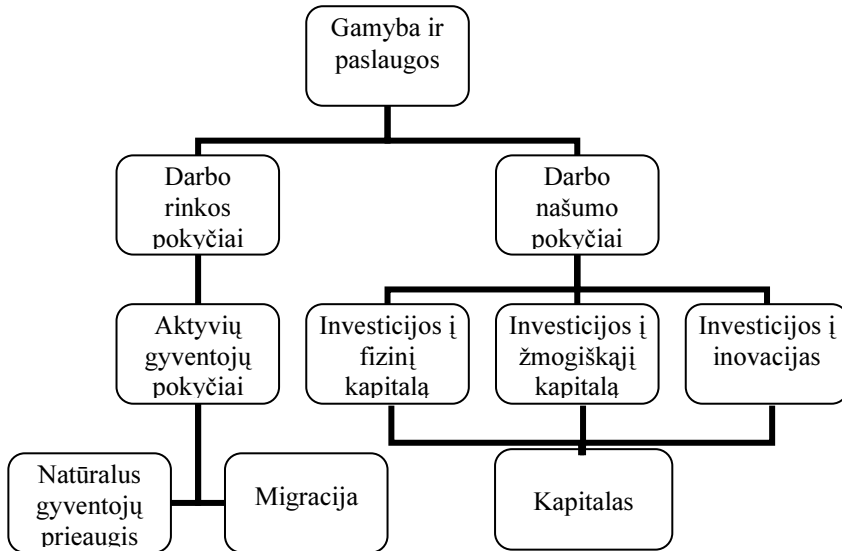 Gamyba ir
paslaugos
Darbo
rinkos
pokyčiai
Darbo
našumo
pokyčiai
Aktyvių
gyventojų
pokyčiai
Investicijos į
fizinį
kapitalą
Investicijos į
žmogiškąjį
kapitalą
Investicijos į
inovacijas
Natūralus
gyventojų
prieaugis
Migracija
Kapitalas